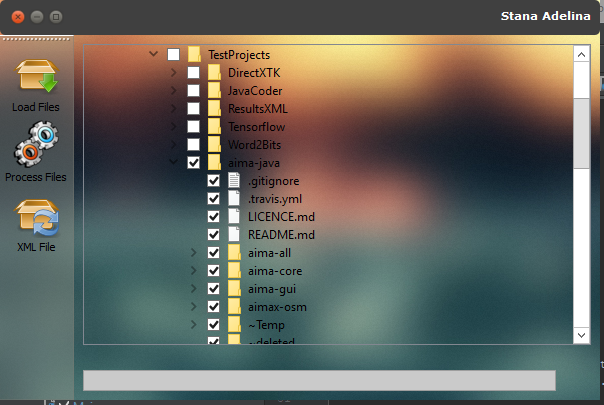 Stana Adelina
Load Files
Process Files
XML File
TestProjects
DirectXTK
JavaCoder
ResultsXML
Tensorflow
Word2Bits
aima-java
.gitignore
.travis.yml
LICENCE.md
README.md
aima-all
aima-core
aima-gui
aimax-osm
~Temp
~deleted